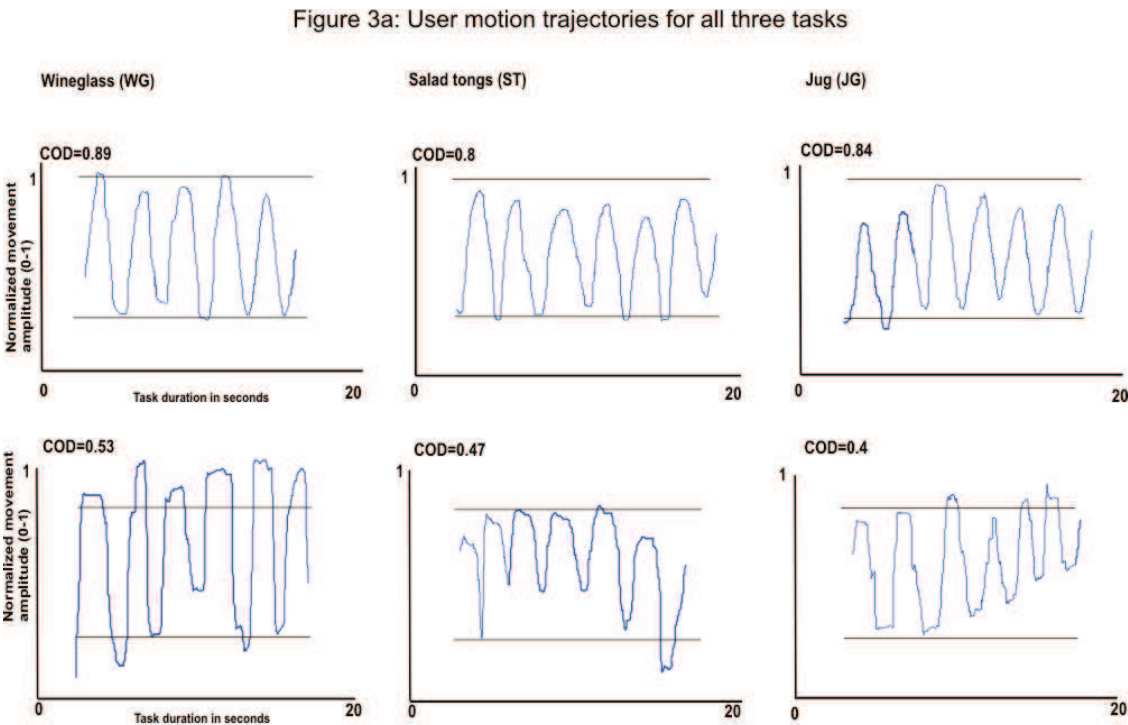 Figure 3a: User motion trajectories for all three tasks
Wineglass (WG)
Salad tongs (ST)
Jug (JG)
COD=0.89
COD=0.8
COD=0.84
1
1
1
Normalized movement
amplitude (0-1)
0
20
0
20
0
20
Task duration in seconds
COD=0.53
COD=0.47
COD=0.4
1
1
1
Normalized movement
amplitude (0-1)
0
20
0
20
0
20
Task duration in seconds